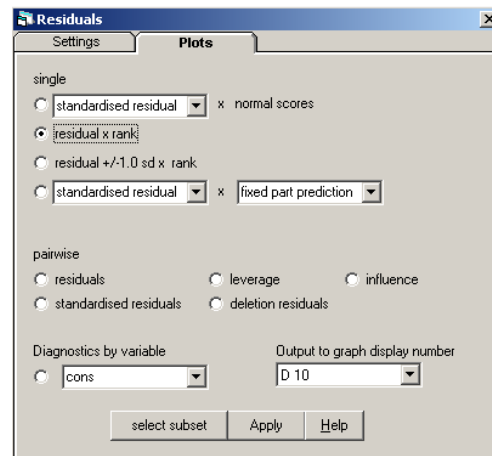 Residuals
Settings Plots
single
standardised residual x normal scores
residual x rank
residual +/-1.0 sd x rank
standardised residual x fixed part prediction
pairwise
residuals leverage influence
standardised residuals deletion residuals
Diagnostics by variable Output to graph display number
cons D 10
select subset Apply Help